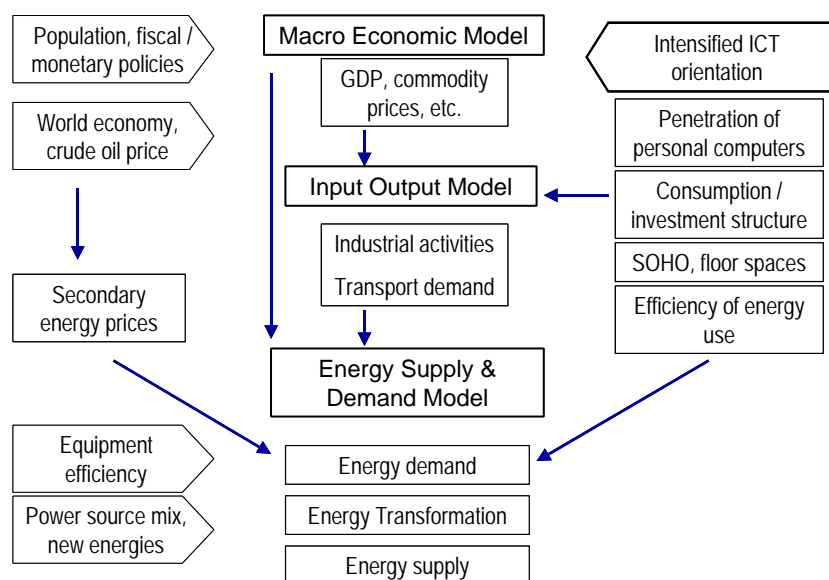 Population, fiscal /
monetary policies
World economy,
crude oil price
Secondary
energy prices
Equipment
efficiency
Power source mix,
new energies
Macro Economic Model
GDP, commodity
prices, etc.
Input Output Model
Industrial activities
Transport demand
Energy Supply &
Demand Model
Energy demand
Energy Transformation
Energy supply
Intensified ICT
orientation
Penetration of
personal computers
Consumption /
investment structure
SOHO, floor spaces
Efficiency of energy
use